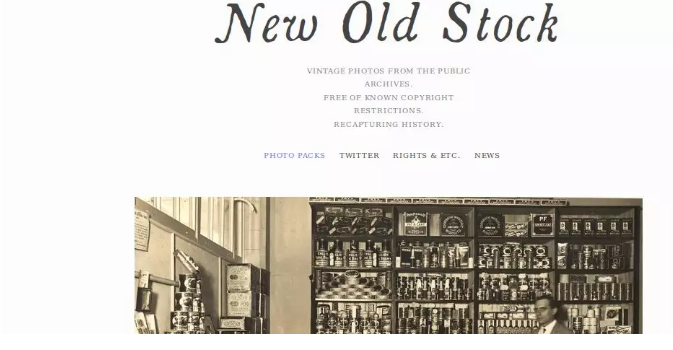 New Old Stock
VINTAGE PHOTOS FROM THE PUBLIC
ARCHIVES.
FREE OF KNOWN COPYRIGHT
RESTRICTIONS.
RECAPTURING HISTORY.
PHOTO PACKS TWITTER RIGHTS & ETC. NEWS